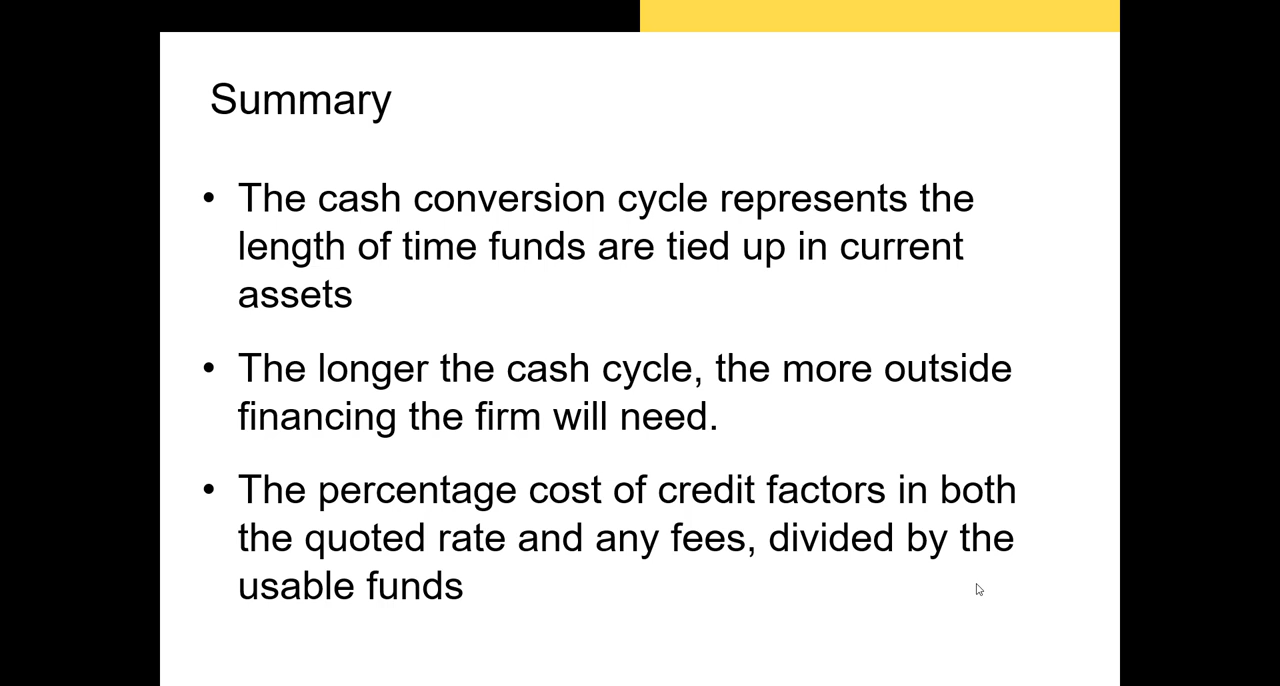 Summary
• The cash conversion cycle represents the
length of time funds are tied up in current
assets
• The longer the cash cycle, the more outside
financing the firm will need.
• The percentage cost of credit factors in both
the quoted rate and any fees, divided by the
usable funds